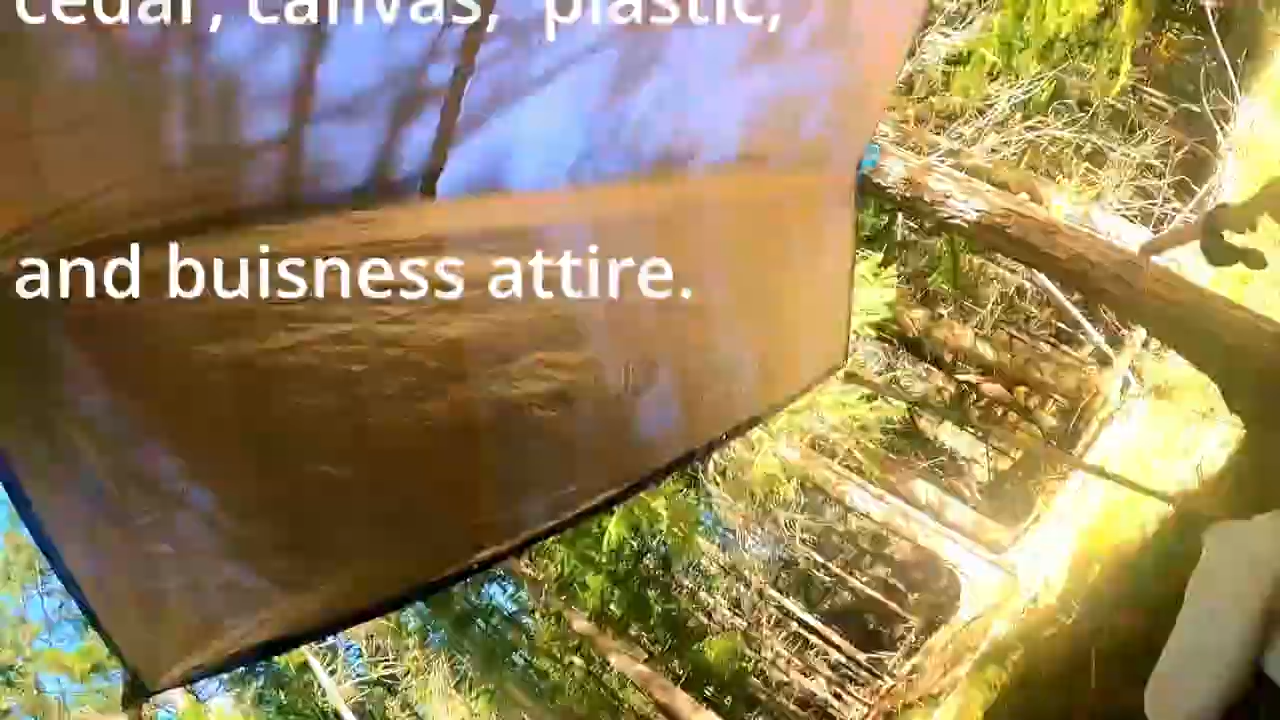 cedar, canvas, plastic,
and buisness attire.